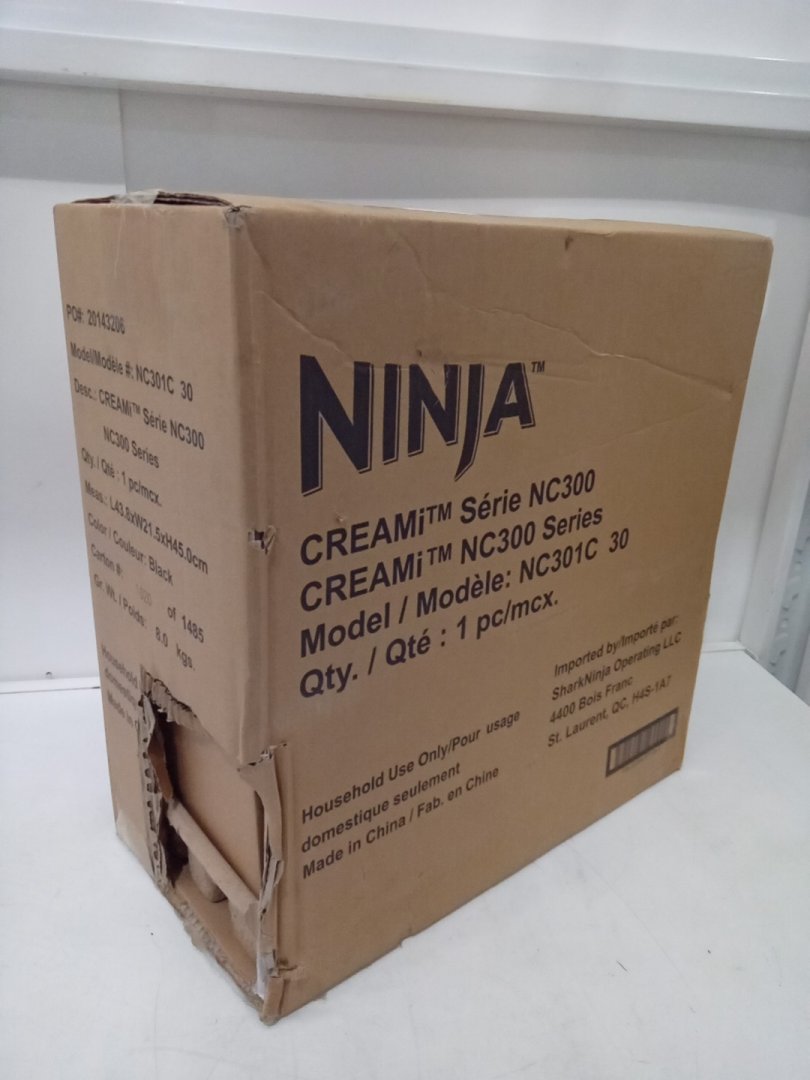 PO#: 20143206
Model/Modèle #: NC301C 30
Desc.: CREAMi™ Série NC300
NC300 Series
Qty. / Qté : 1 pc/mcx.
Meas.: L43.8xW21.5xH45.0cm
Color / Couleur: Black
Carton #: of 1485
Gr. Wt. / Poids: 8.0 kgs.
Household
domestique
Made in
NINJA™
CREAMi™ Série NC300
CREAMi™ NC300 Series
Model / Modèle: NC301C 30
Qty. / Qté : 1 pc/mcx.
Household Use Only/Pour usage
domestique seulement
Made in China / Fab. en Chine
Imported by/Importé par:
SharkNinja Operating LLC
4400 Bois Franc
St. Laurent, QC, H4S-1A7